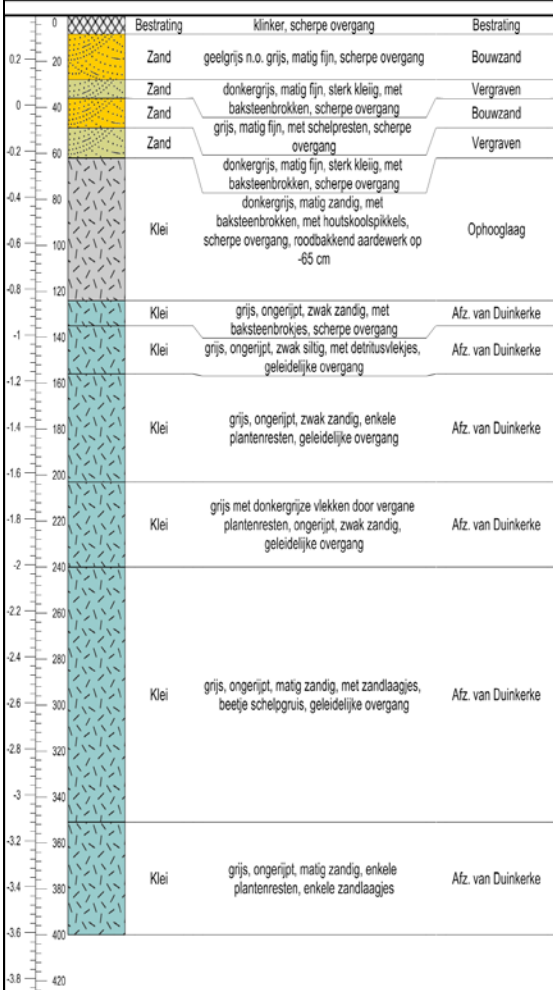 0 Bestrating klinker, scherpe overgang Bestrating
0.2 20 Zand geelgrijs n.o. grijs, matig fijn, scherpe overgang Bouwzand
Zand donkergrijs, matig fijn, sterk kleiig, met Vergraven
baksteenbrokken, scherpe overgang
0 40 Zand Bouwzand
grijs, matig fijn, met schelpresten, scherpe
overgang
Zand Vergraven
-0.2 60
donkergrijs, matig fijn, sterk kleiig, met
baksteenbrokken, scherpe overgang
-0.4 80
donkergrijs, matig zandig, met
baksteenbrokken, met houtskoolspikkels,
Klei Ophooglaag
scherpe overgang, roodbakkend aardewerk op
-65 cm
-0.6 100
-0.8 120
Klei grijs, ongerijpt, zwak zandig, met Afz. van Duinkerke
baksteenbrokjes, scherpe overgang
-1 140
Klei grijs, ongerijpt, zwak siltig, met detritusvlekjes, Afz. van Duinkerke
geleidelijke overgang
-1.2 160
-1.4 180 Klei grijs, ongerijpt, zwak zandig, enkele Afz. van Duinkerke
plantenresten, geleidelijke overgang
-1.6 200
grijs met donkergrijze vlekken door vergane
-1.8 220 Klei plantenresten, ongerijpt, zwak zandig, Afz. van Duinkerke
geleidelijke overgang
-2 240
-2.2 260
-2.4 280
Klei grijs, ongerijpt, matig zandig, met zandlaagjes, Afz. van Duinkerke
beetje schelpgruis, geleidelijke overgang
-2.6 300
-2.8 320
-3 340
-3.2 360
Klei grijs, ongerijpt, matig zandig, enkele Afz. van Duinkerke
plantenresten, enkele zandlaagjes
-3.4 380
-3.6 400
-3.8 420